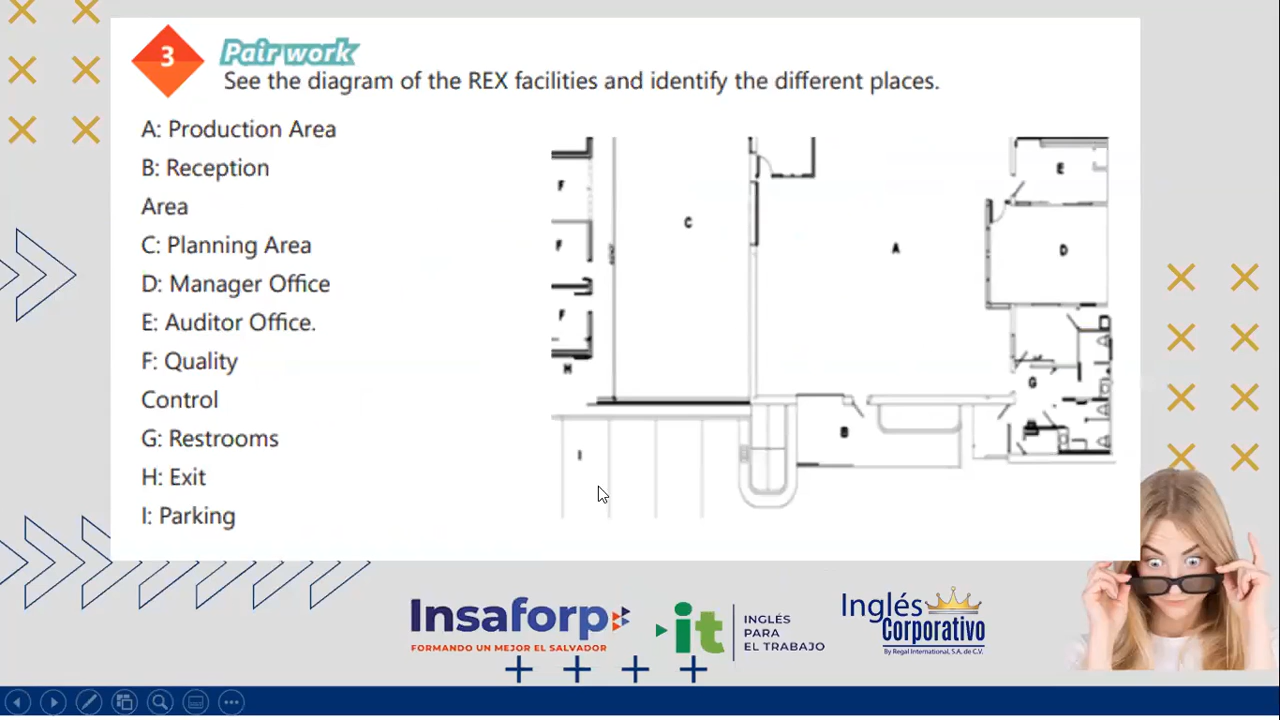 3
Pair work
See the diagram of the REX facilities and identify the different places.
A: Production Area
B: Reception
Area
C: Planning Area
D: Manager Office
E: Auditor Office.
F: Quality
Control
G: Restrooms
H: Exit
I: Parking
F
F
F
H
I
C
A
B
E
D
G
Insaforp
FORMANDO UN MEJOR EL SALVADOR
it
INGLÉS
PARA
EL TRABAJO
Inglés
Corporativo
By Regal International, S.A. de C.V.